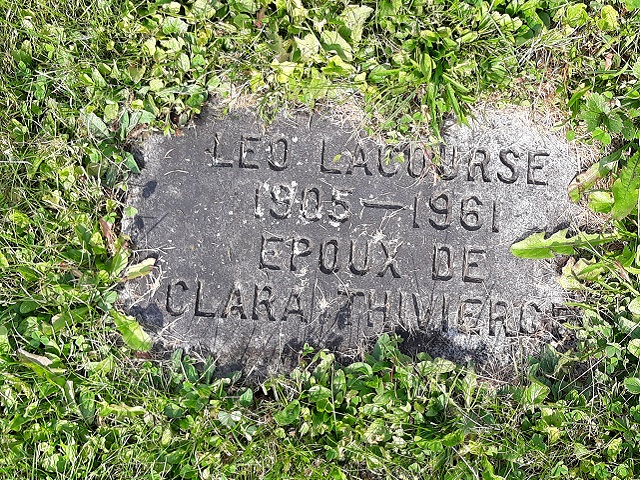 LEO LACOURSE
1905—1961
EPOUX DE
CLARA THIVIERGE